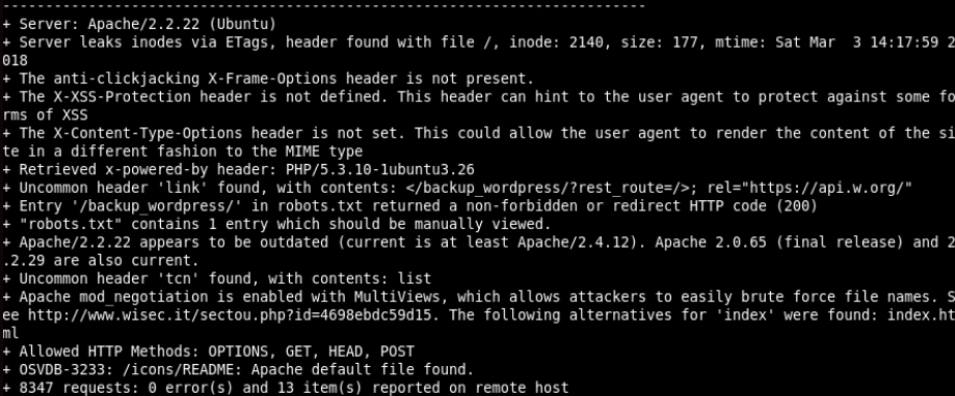 ---------------------------------------------------------------------------
+ Server: Apache/2.2.22 (Ubuntu)
+ Server leaks inodes via ETags, header found with file /, inode: 2140, size: 177, mtime: Sat Mar  3 14:17:59 2
018
+ The anti-clickjacking X-Frame-Options header is not present.
+ The X-XSS-Protection header is not defined. This header can hint to the user agent to protect against some fo
rms of XSS
+ The X-Content-Type-Options header is not set. This could allow the user agent to render the content of the si
te in a different fashion to the MIME type
+ Retrieved x-powered-by header: PHP/5.3.10-1ubuntu3.26
+ Uncommon header 'link' found, with contents: </backup_wordpress/?rest_route=/>; rel="https://api.w.org/"
+ Entry '/backup_wordpress/' in robots.txt returned a non-forbidden or redirect HTTP code (200)
+ "robots.txt" contains 1 entry which should be manually viewed.
+ Apache/2.2.22 appears to be outdated (current is at least Apache/2.4.12). Apache 2.0.65 (final release) and 2
.2.29 are also current.
+ Uncommon header 'tcn' found, with contents: list
+ Apache mod_negotiation is enabled with MultiViews, which allows attackers to easily brute force file names. S
ee http://www.wisec.it/sectou.php?id=4698ebdc59d15. The following alternatives for 'index' were found: index.ht
ml
+ Allowed HTTP Methods: OPTIONS, GET, HEAD, POST
+ OSVDB-3233: /icons/README: Apache default file found.
+ 8347 requests: 0 error(s) and 13 item(s) reported on remote host